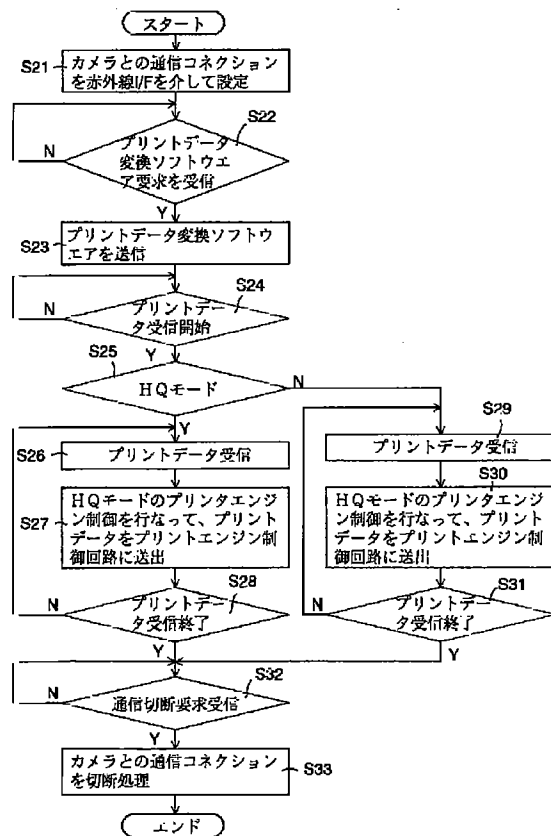 スタート
S21
カメラとの通信コネクション
を赤外線I/Fを介して設定
S22
プリントデータ
変換ソフトウエ
ア要求を受信
N
Y
S23
プリントデータ変換ソフトウ
エアを送信
S24
プリントデー
タ受信開始
N
Y
S25
HQモード
N
Y
S26
プリントデータ受信
S27
HQモードのプリンタエンジ
ン制御を行なって、プリント
データをプリントエンジン制
御回路に送出
S28
プリントデー
タ受信終了
N
Y
S29
プリントデータ受信
S30
HQモードのプリンタエンジ
ン制御を行なって、プリント
データをプリントエンジン制
御回路に送出
S31
プリントデー
タ受信終了
N
Y
S32
通信切断要求受信
N
Y
カメラとの通信コネクション
を切断処理
S33
エンド